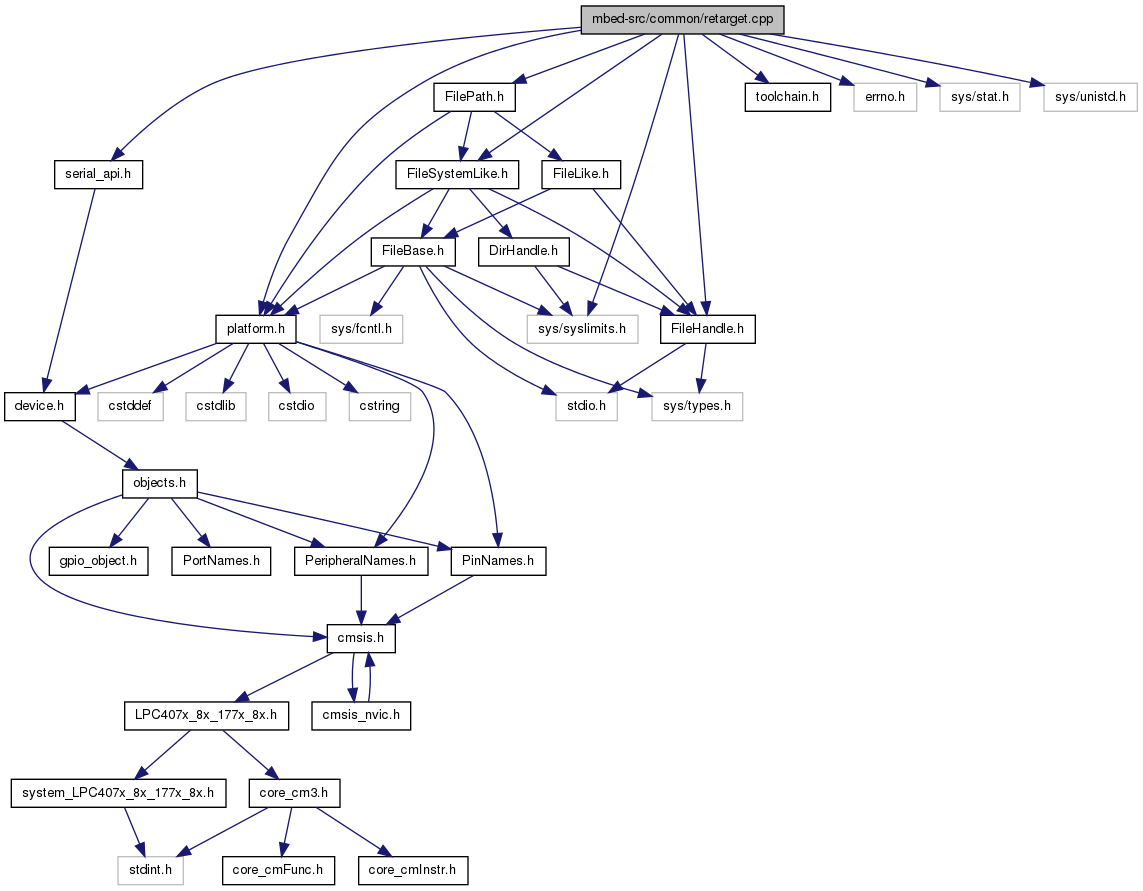 mbed-src/common/retarget.cpp
FilePath.h
toolchain.h
errno.h
sys/stat.h
sys/unistd.h
serial_api.h
FileSystemLike.h
FileLike.h
FileBase.h
DirHandle.h
platform.h
sys/fcntl.h
sys/syslimits.h
FileHandle.h
device.h
cstddef
cstdlib
cstdio
cstring
stdio.h
sys/types.h
objects.h
gpio_object.h
PortNames.h
PeripheralNames.h
PinNames.h
cmsis.h
LPC407x_8x_177x_8x.h
cmsis_nvic.h
system_LPC407x_8x_177x_8x.h
core_cm3.h
stdint.h
core_cmFunc.h
core_cmInstr.h